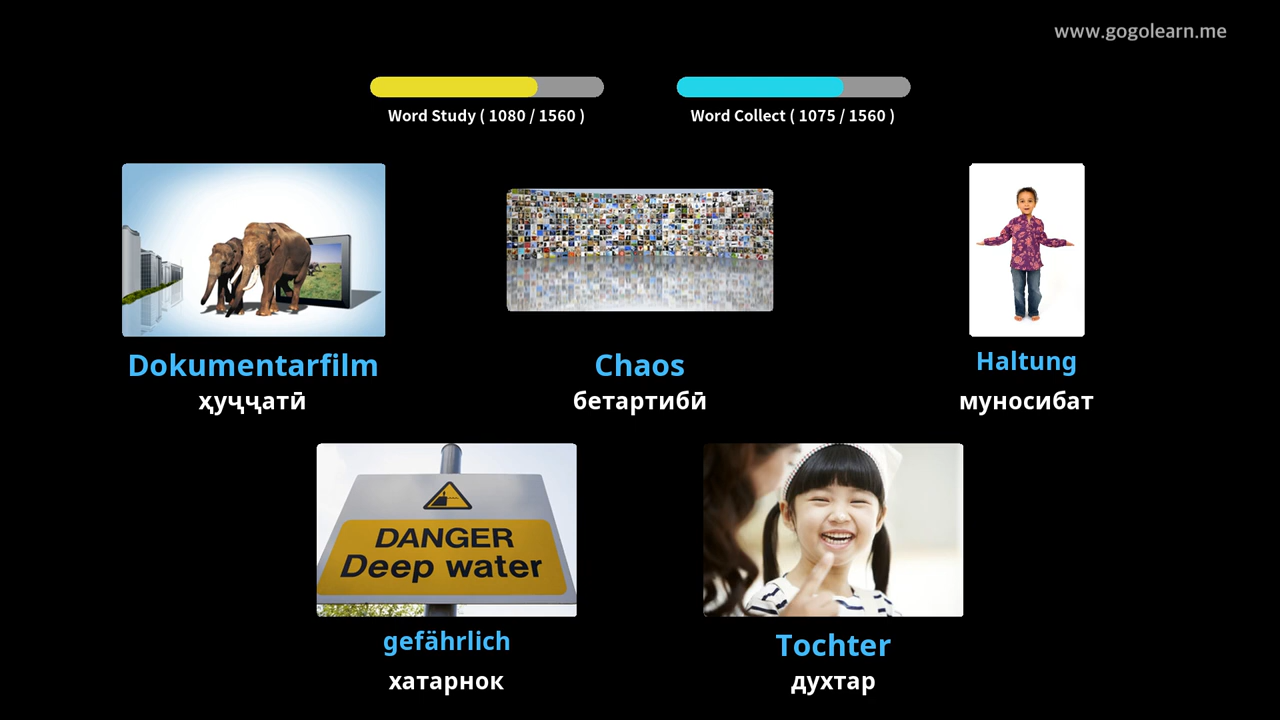 www.gogolearn.me
Word Study ( 1080 / 1560 )
Word Collect ( 1075 / 1560 )
Dokumentarfilm
ҳуҷҷатӣ
Chaos
бетартибӣ
Haltung
муносибат
DANGER
Deep water
gefährlich
хатарнок
Tochter
духтар